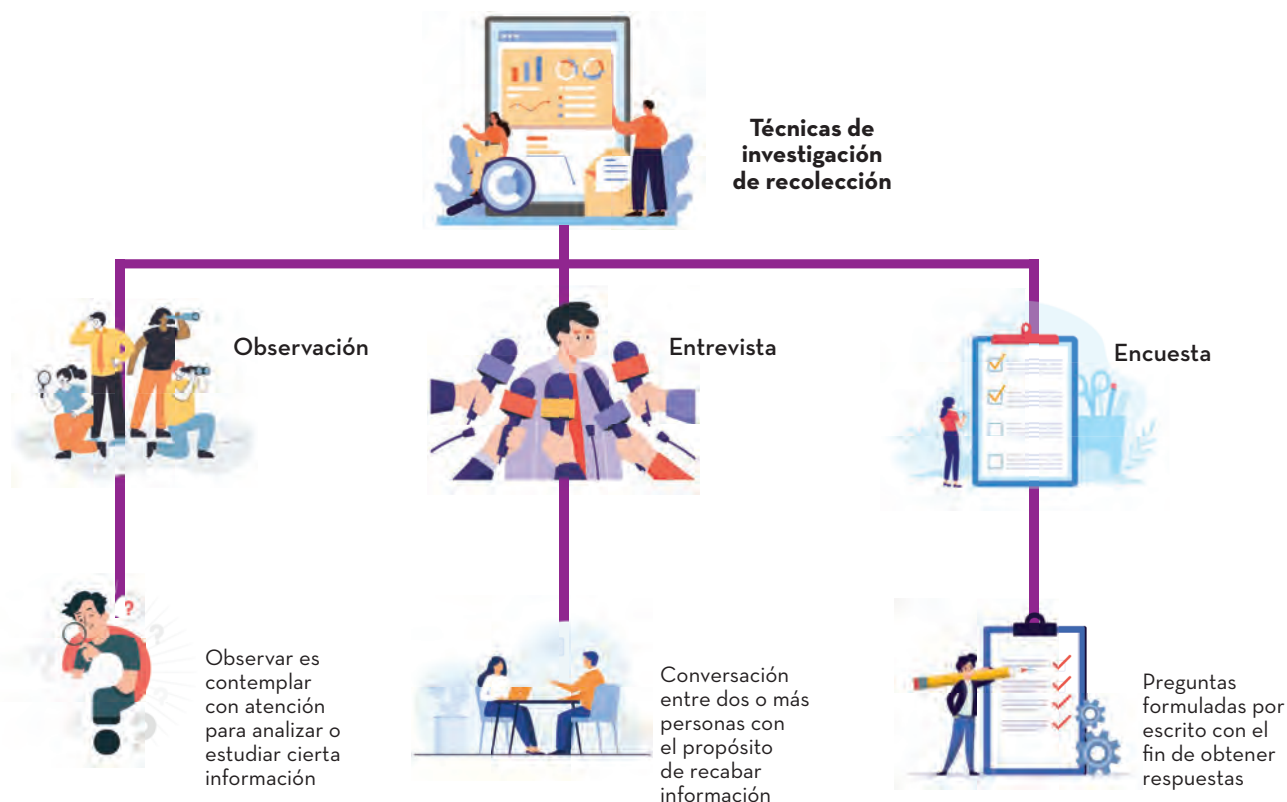 Técnicas de
investigación
de recolección
Observación
Entrevista
Encuesta
Observar es
contemplar
con atención
para analizar o
estudiar cierta
información
Conversación
entre dos o más
personas con
el propósito
de recabar
información
Preguntas
formuladas por
escrito con el
fin de obtener
respuestas